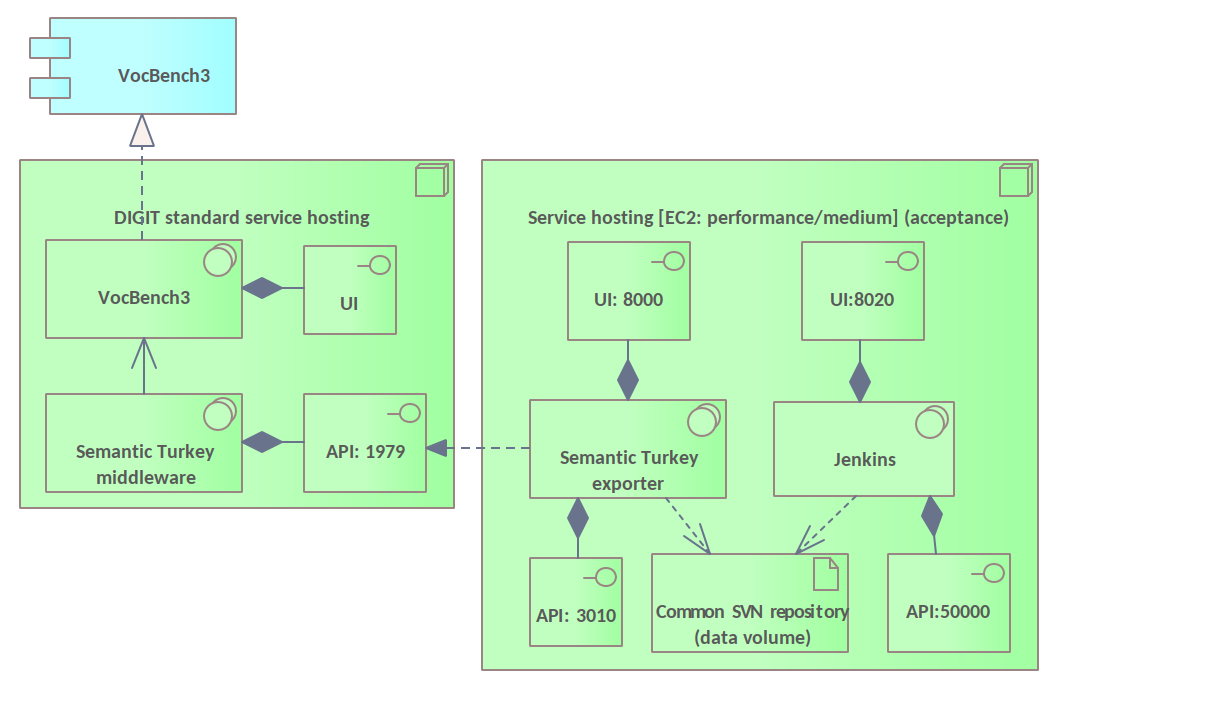 VocBench3
DIGIT standard service hosting
VocBench3
UI
Semantic Turkey
middleware
API: 1979
Service hosting [EC2: performance/medium] (acceptance)
UI: 8000
UI:8020
Semantic Turkey
exporter
Jenkins
API: 3010
Common SVN repository
(data volume)
API:50000